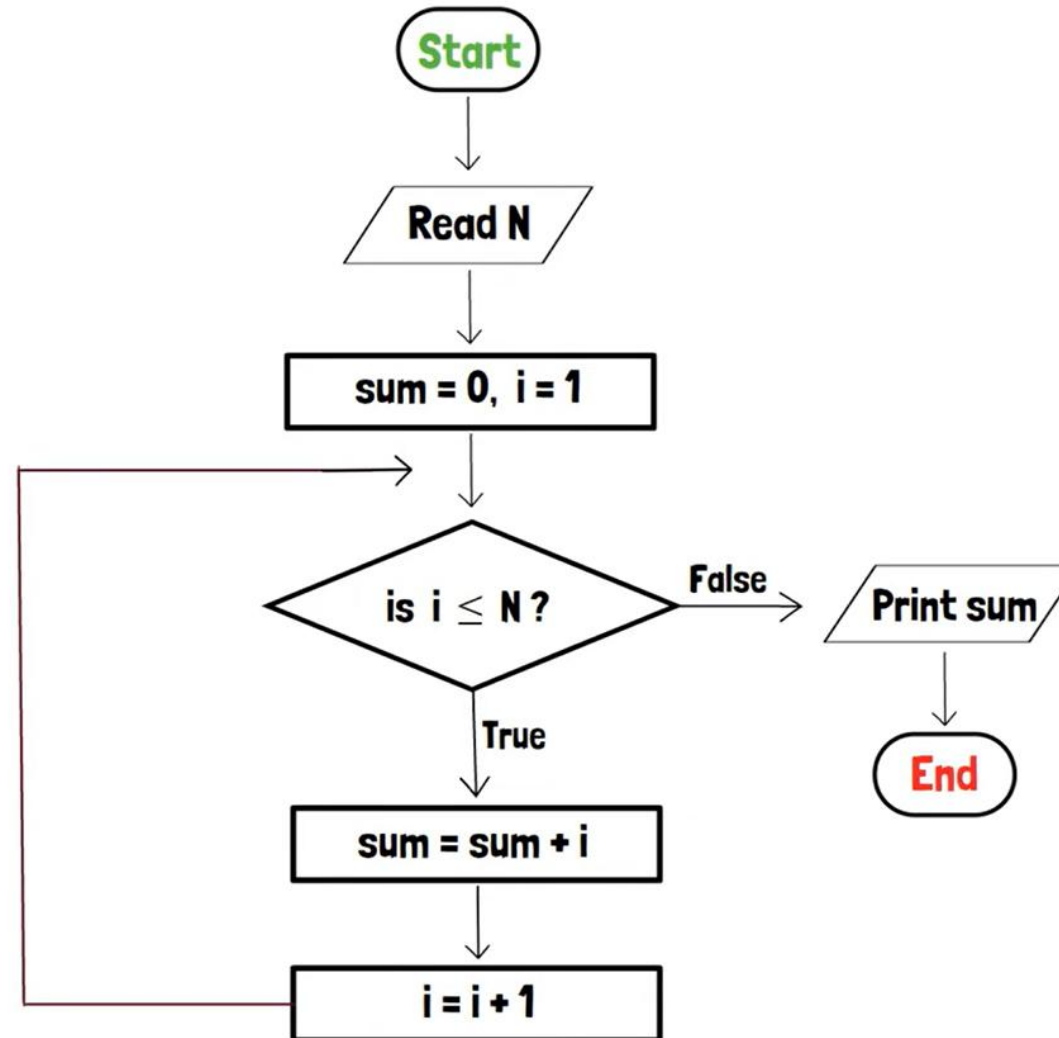 Start
Read N
sum = 0, i = 1
is i ≤ N ?
False
Print sum
True
End
sum = sum + i
i = i + 1